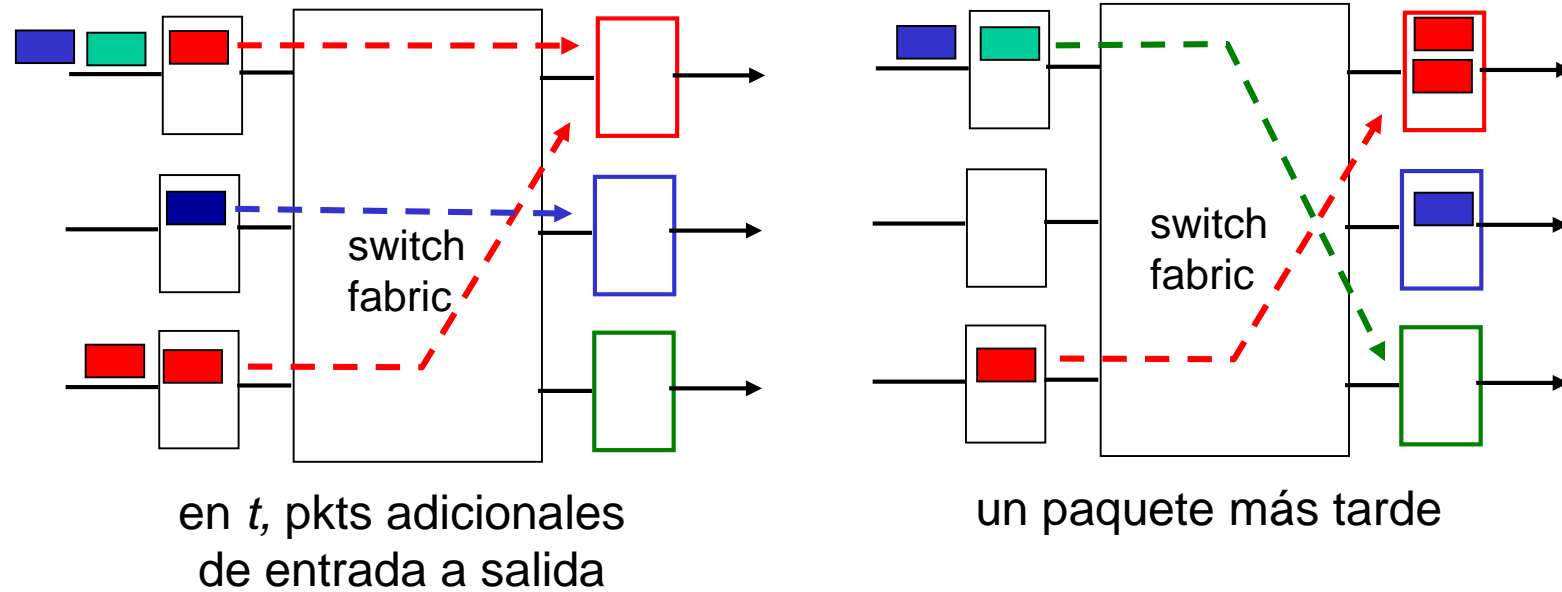 switch
fabric
en t, pkts adicionales
de entrada a salida
switch
fabric
un paquete más tarde